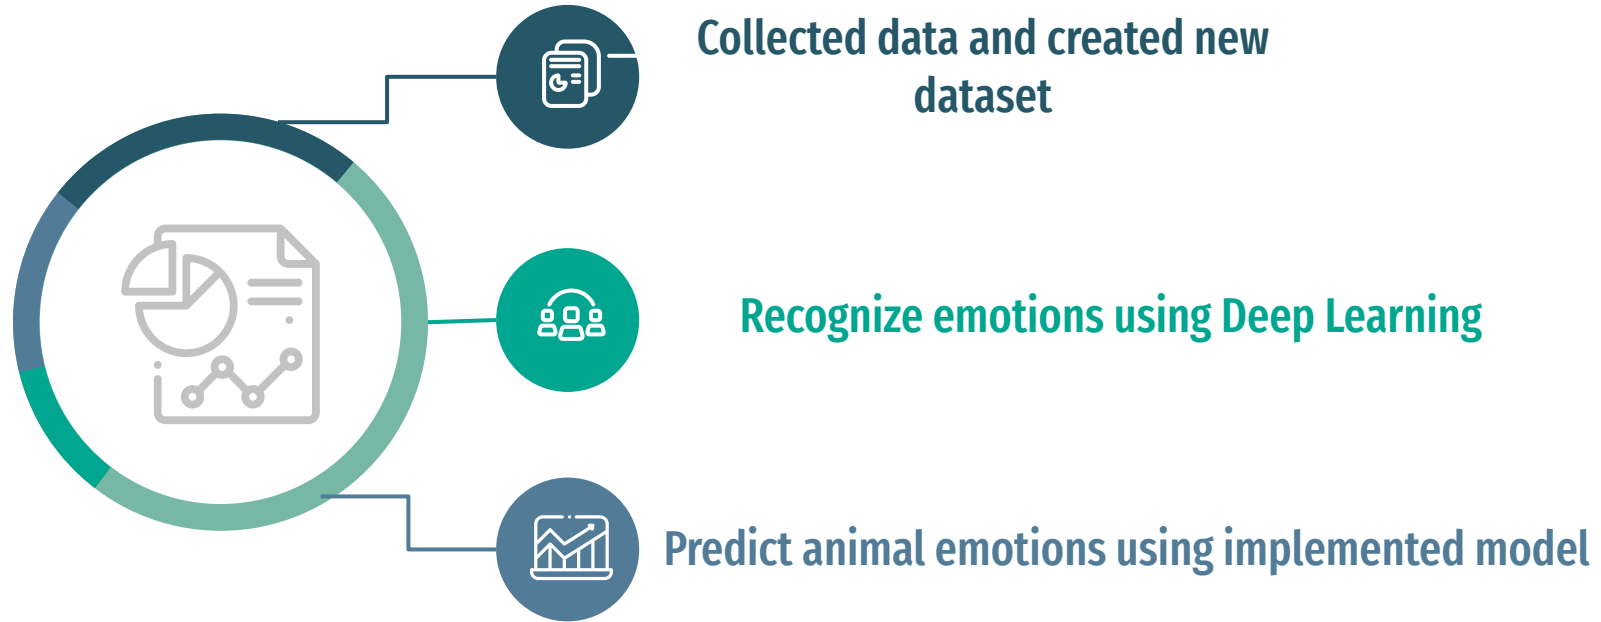 Collected data and created new
dataset
Recognize emotions using Deep Learning
Predict animal emotions using implemented model